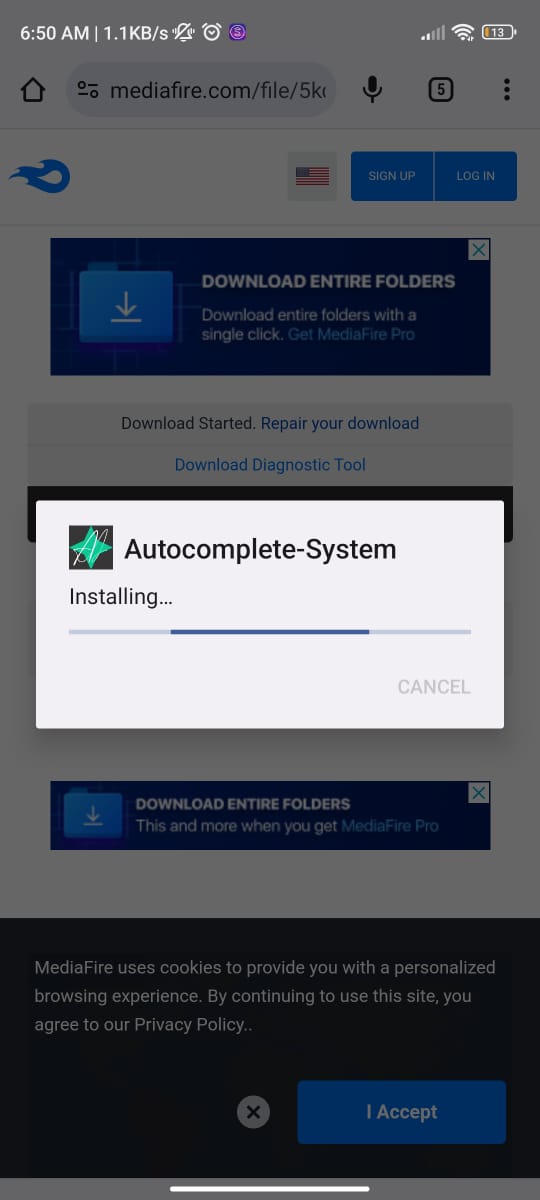 6:50 AM | 1.1KB/s
13
mediafire.com/file/5k
5
SIGN UP
LOG IN
DOWNLOAD ENTIRE FOLDERS
Download entire folders with a
single click. Get MediaFire Pro
Download Started. Repair your download
Download Diagnostic Tool
Autocomplete-System
Installing...
CANCEL
DOWNLOAD ENTIRE FOLDERS
This and more when you get MediaFire Pro
MediaFire uses cookies to provide you with a personalized
browsing experience. By continuing to use this site, you
agree to our Privacy Policy..
I Accept